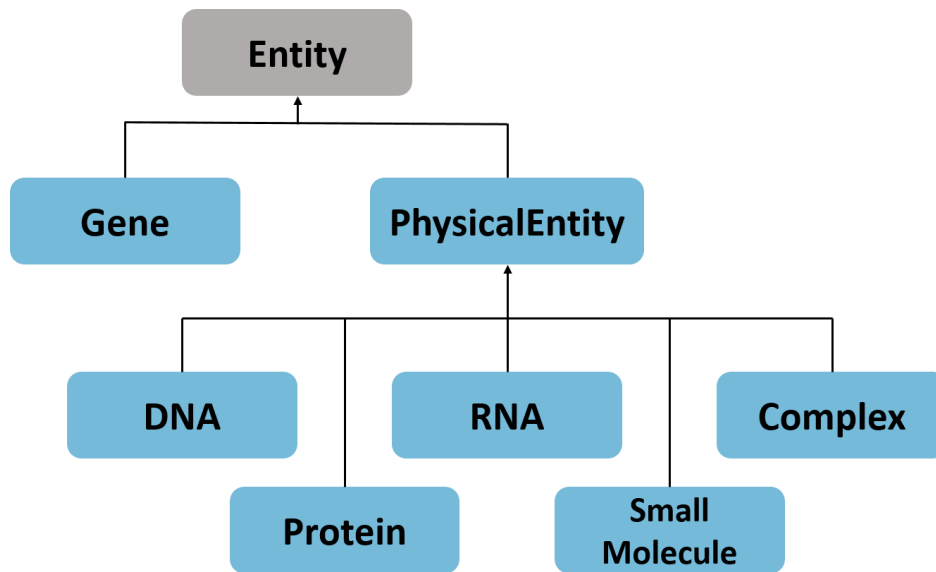 Entity
Gene
PhysicalEntity
DNA
RNA
Complex
Protein
Small
Molecule